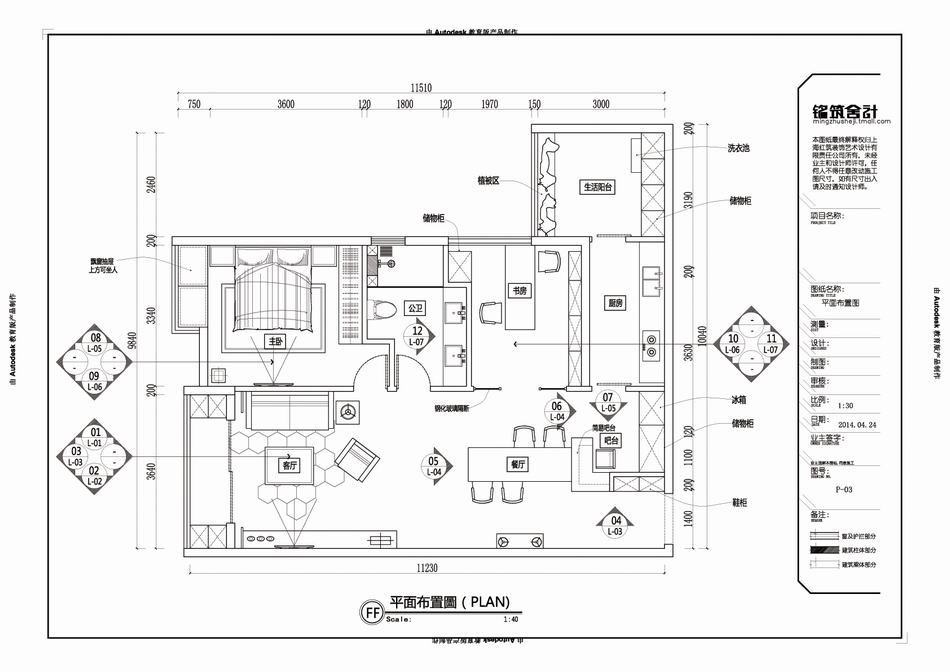 由 Autodesk 教育版产品制作
11510
750 3600 120 1800 120 1970 150 3000
铭筑舍计
mingzhusheji.tmall.com
本图纸最终解释权归上
海红筑装饰艺术设计有
限责任公司所有，未经
业主和设计师许可，任
何人不得任意改动施工
图尺寸，如有尺寸出入
请及时通知设计师。
项目名称：
图纸名称：
DRAWING TITLE
平面布置图
测量：
设计：
制图：
审核：
比例：
SCALE
1:30
日期：
DATE
2014.04.24
业主签字：
图号：
DRAWING NO.
P-03
备注：
窗及护拦部分
建筑柱体部分
建筑墙体部分
洗衣池
植被区
生活阳台
储物柜
储物柜
飘窗抽屉
上方可坐人
主卧
公卫
12
L-07
书房
厨房
钢化玻璃隔断
08
L-05
-
-
09
L-06
10
L-06
-
-
11
L-07
01
L-01
03
L-03
-
02
L-02
客厅
05
L-04
06
L-04
07
L-05
简易吧台
吧台
餐厅
冰箱
储物柜
鞋柜
04
L-03
2460
200
3240
200
3640
9840
200
3190
200
3630
120
1100
200
1400
10040
11230
FF
平面布置圖（PLAN）
Scale:
1:40
由 Autodesk 教育版产品制作
由 Autodesk 教育版产品制作
由 Autodesk 教育版产品制作